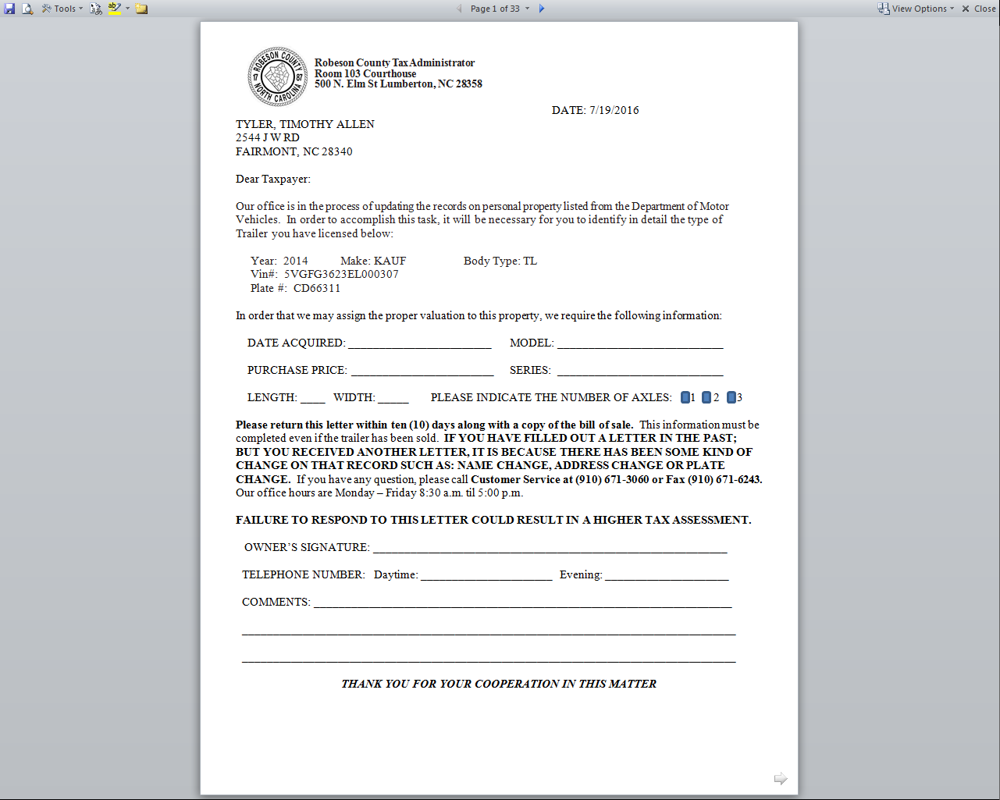 Tools
Page 1 of 33
View Options
Close
ROBESON COUNTY
17 87
NORTH CAROLINA
Robeson County Tax Administrator
Room 103 Courthouse
500 N. Elm St Lumberton, NC 28358
DATE: 7/19/2016
TYLER, TIMOTHY ALLEN
2544 J W RD
FAIRMONT, NC 28340
Dear Taxpayer:
Our office is in the process of updating the records on personal property listed from the Department of Motor
Vehicles. In order to accomplish this task, it will be necessary for you to identify in detail the type of
Trailer you have licensed below:
Year: 2014 Make: KAUF Body Type: TL
Vin#: 5VGFG3623EL000307
Plate #: CD66311
In order that we may assign the proper valuation to this property, we require the following information:
DATE ACQUIRED: ________________________ MODEL: ____________________________
PURCHASE PRICE: ________________________ SERIES: ____________________________
LENGTH: ____ WIDTH: _____ PLEASE INDICATE THE NUMBER OF AXLES: 1 2 3
Please return this letter within ten (10) days along with a copy of the bill of sale. This information must be
completed even if the trailer has been sold. IF YOU HAVE FILLED OUT A LETTER IN THE PAST;
BUT YOU RECEIVED ANOTHER LETTER, IT IS BECAUSE THERE HAS BEEN SOME KIND OF
CHANGE ON THAT RECORD SUCH AS: NAME CHANGE, ADDRESS CHANGE OR PLATE
CHANGE. If you have any question, please call Customer Service at (910) 671-3060 or Fax (910) 671-6243.
Our office hours are Monday – Friday 8:30 a.m. til 5:00 p.m.
FAILURE TO RESPOND TO THIS LETTER COULD RESULT IN A HIGHER TAX ASSESSMENT.
OWNER'S SIGNATURE: ____________________________________________________________
TELEPHONE NUMBER: Daytime: ______________________ Evening: _____________________
COMMENTS: ______________________________________________________________________
THANK YOU FOR YOUR COOPERATION IN THIS MATTER